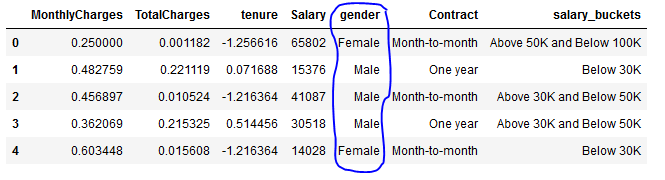 MonthlyCharges TotalCharges tenure Salary gender Contract salary_buckets
0 0.250000 0.001182 -1.256616 65802 Female Month-to-month Above 50K and Below 100K
1 0.482759 0.221119 0.071688 15376 Male One year Below 30K
2 0.456897 0.010524 -1.216364 41087 Male Month-to-month Above 30K and Below 50K
3 0.362069 0.215325 0.514456 30518 Male One year Above 30K and Below 50K
4 0.603448 0.015608 -1.216364 14028 Female Month-to-month Below 30K